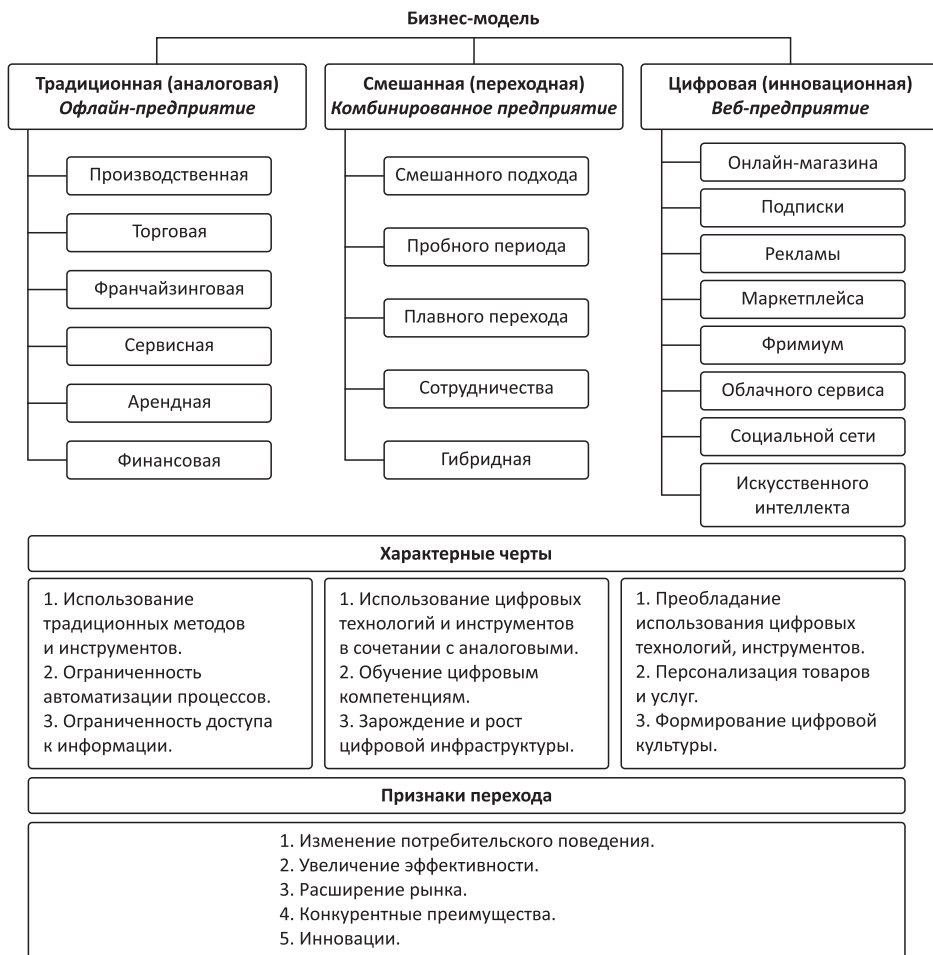 Бизнес-модель
Традиционная (аналоговая)
Офлайн-предприятие
Производственная
Торговая
Франчайзинговая
Сервисная
Арендная
Финансовая
Смешанная (переходная)
Комбинированное предприятие
Смешанного подхода
Пробного периода
Плавного перехода
Сотрудничества
Гибридная
Цифровая (инновационная)
Веб-предприятие
Онлайн-магазина
Подписки
Рекламы
Маркетплейса
Фримиум
Облачного сервиса
Социальной сети
Искусственного
интеллекта
Характерные черты
1. Использование
традиционных методов
и инструментов.
2. Ограниченность
автоматизации процессов.
3. Ограниченность доступа
к информации.
1. Использование цифровых
технологий и инструментов
в сочетании с аналоговыми.
2. Обучение цифровым
компетенциям.
3. Зарождение и рост
цифровой инфраструктуры.
1. Преобладание
использования цифровых
технологий, инструментов.
2. Персонализация товаров
и услуг.
3. Формирование цифровой
культуры.
Признаки перехода
1. Изменение потребительского поведения.
2. Увеличение эффективности.
3. Расширение рынка.
4. Конкурентные преимущества.
5. Инновации.